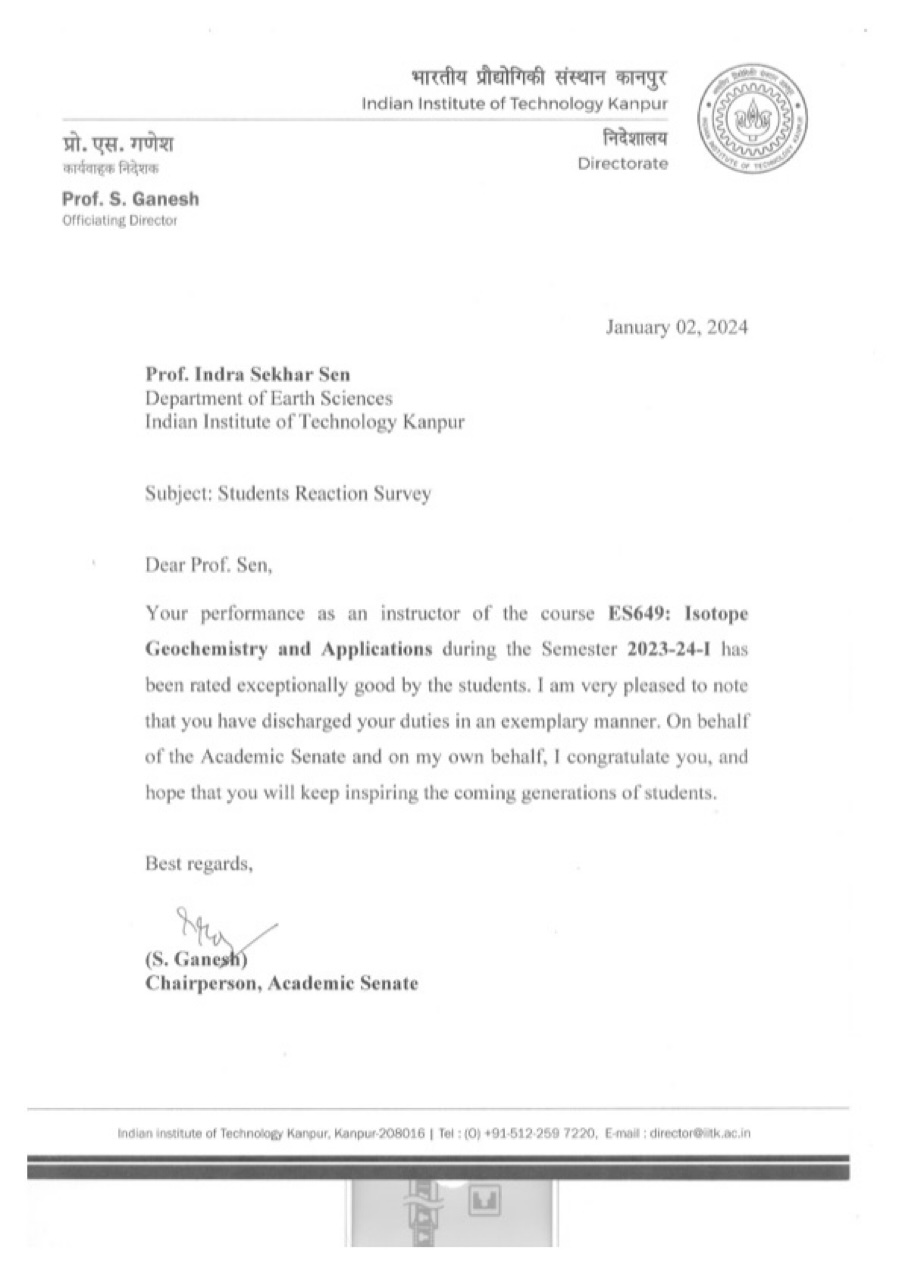 भारतीय प्रौद्योगिकी संस्थान कानपुर
Indian Institute of Technology Kanpur
निदेशालय
Directorate
INDIAN INSTITUTE OF TECHNOLOGY KANPUR
प्रो. एस. गणेश
कार्यवाहक निदेशक
Prof. S. Ganesh
Officiating Director
January 02, 2024
Prof. Indra Sekhar Sen
Department of Earth Sciences
Indian Institute of Technology Kanpur
Subject: Students Reaction Survey
Dear Prof. Sen,
Your performance as an instructor of the course ES649: Isotope
Geochemistry and Applications during the Semester 2023-24-I has
been rated exceptionally good by the students. I am very pleased to note
that you have discharged your duties in an exemplary manner. On behalf
of the Academic Senate and on my own behalf, I congratulate you, and
hope that you will keep inspiring the coming generations of students.
Best regards,
(S. Ganesh)
Chairperson, Academic Senate
Indian institute of Technology Kanpur, Kanpur-208016 | Tel : (O) +91-512-259 7220, E-mail : director@iitk.ac.in